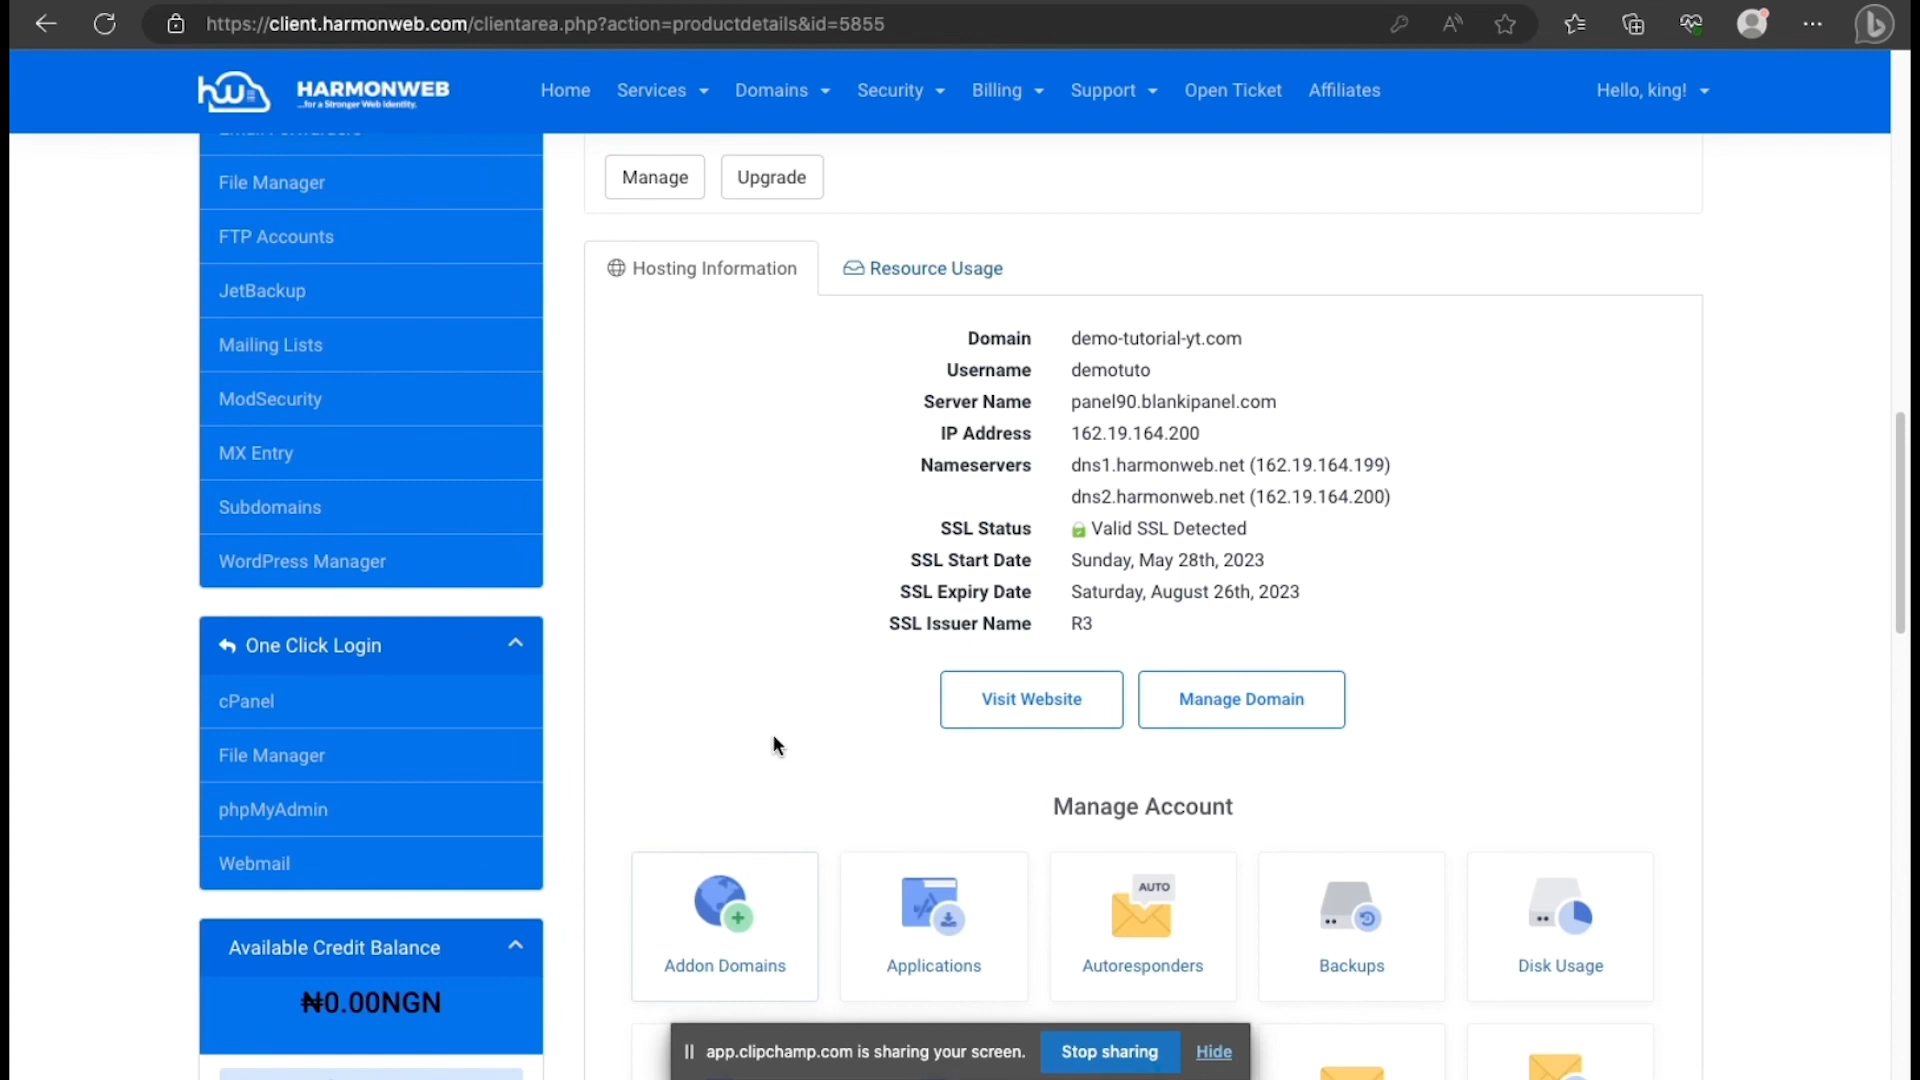 https://client.harmonweb.com/clientarea.php?action=productdetails&id=5855
HARMONWEB
...for a Stronger Web Identity.
Home
Services
Domains
Security
Billing
Support
Open Ticket
Affiliates
Hello, king!
Email Forwarders
File Manager
FTP Accounts
JetBackup
Mailing Lists
ModSecurity
MX Entry
Subdomains
WordPress Manager
One Click Login
cPanel
File Manager
phpMyAdmin
Webmail
Available Credit Balance
₦0.00NGN
Manage
Upgrade
Hosting Information
Resource Usage
Domain demo-tutorial-yt.com
Username demotuto
Server Name panel90.blankipanel.com
IP Address 162.19.164.200
Nameservers dns1.harmonweb.net (162.19.164.199)
dns2.harmonweb.net (162.19.164.200)
SSL Status Valid SSL Detected
SSL Start Date Sunday, May 28th, 2023
SSL Expiry Date Saturday, August 26th, 2023
SSL Issuer Name R3
Visit Website
Manage Domain
Manage Account
Addon Domains
Applications
AUTO
Autoresponders
Backups
Disk Usage
app.clipchamp.com is sharing your screen.
Stop sharing
Hide